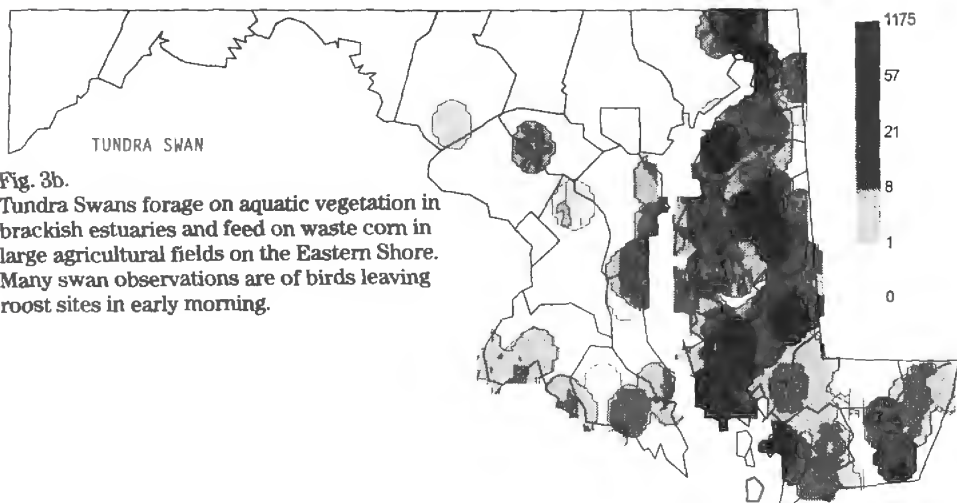 1175
57
21
8
1
0
TUNDRA SWAN
Fig. 3b.
Tundra Swans forage on aquatic vegetation in
brackish estuaries and feed on waste corn in
large agricultural fields on the Eastern Shore.
Many swan observations are of birds leaving
roost sites in early morning.